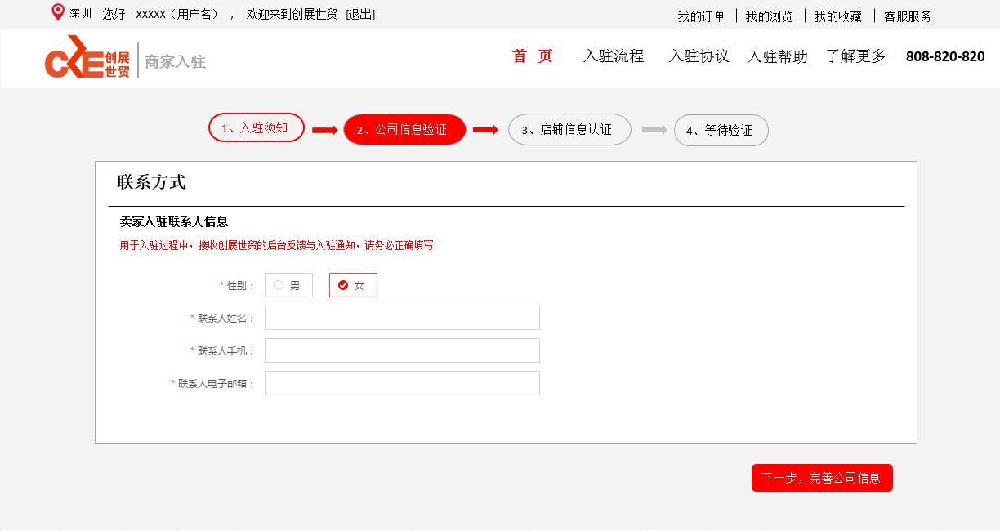 深圳 您好 XXXXX（用户名） ， 欢迎来到创展世贸 [退出]
我的订单 | 我的浏览 | 我的收藏 | 客服服务
CKE创展世贸 | 商家入驻
首 页 入驻流程 入驻协议 入驻帮助 了解更多 808-820-820
1、入驻须知 2、公司信息验证 3、店铺信息认证 4、等待验证
联系方式
卖家入驻联系人信息
用于入驻过程中，接收创展世贸的后台反馈与入驻通知，请务必正确填写
* 性别： 男 女
* 联系人姓名：
* 联系人手机：
* 联系人电子邮箱：
下一步，完善公司信息